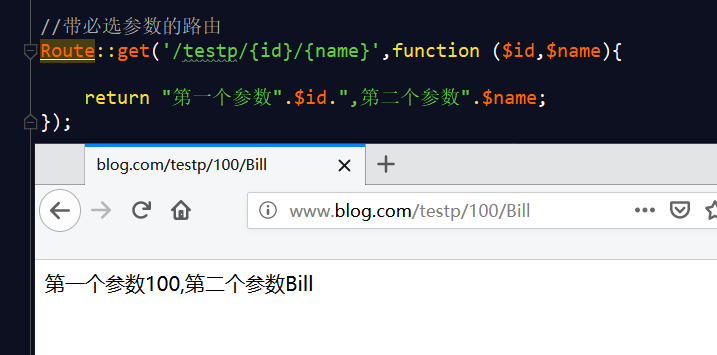 //带必选参数的路由
Route::get('/testp/{id}/{name}',function ($id,$name){
return "第一个参数".$id.",第二个参数".$name;
});
blog.com/testp/100/Bill
www.blog.com/testp/100/Bill
第一个参数100,第二个参数Bill